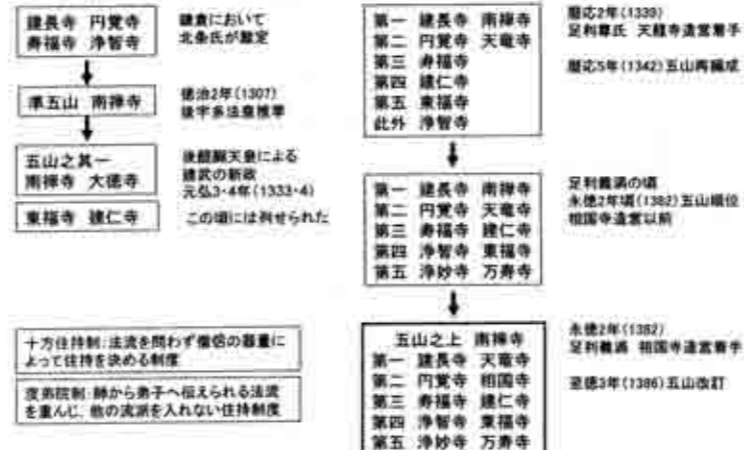 建長寺 円覚寺
寿福寺 浄智寺
鎌倉において
北条氏が勅定
準五山 南禅寺
徳治2年(1307)
後宇多法皇推挙
五山之其一
南禅寺 大徳寺
後醍醐天皇による
建武の新政
元弘3・4年(1333・4)
東福寺 建仁寺
この頃には列せられた
十方住持制:法流を問わず僧侶の器量に
よって住持を決める制度
度弟院制:師から弟子へ伝えられる法流
を重んじ、他の流派を入れない住持制度
第一 建長寺 南禅寺
第二 円覚寺 天竜寺
第三 寿福寺
第四 建仁寺
第五 東福寺
此外 浄智寺
暦応2年(1339)
足利尊氏 天龍寺造営着手
暦応5年(1342)五山再編成
第一 建長寺 南禅寺
第二 円覚寺 天竜寺
第三 寿福寺 建仁寺
第四 浄智寺 東福寺
第五 浄妙寺 万寿寺
足利義満の頃
永徳2年頃(1382)五山順位
相国寺造営以前
五山之上 南禅寺
第一 建長寺 天竜寺
第二 円覚寺 相国寺
第三 寿福寺 建仁寺
第四 浄智寺 東福寺
第五 浄妙寺 万寿寺
永徳2年(1382)
足利義満 相国寺造営着手
至徳3年(1386)五山改訂